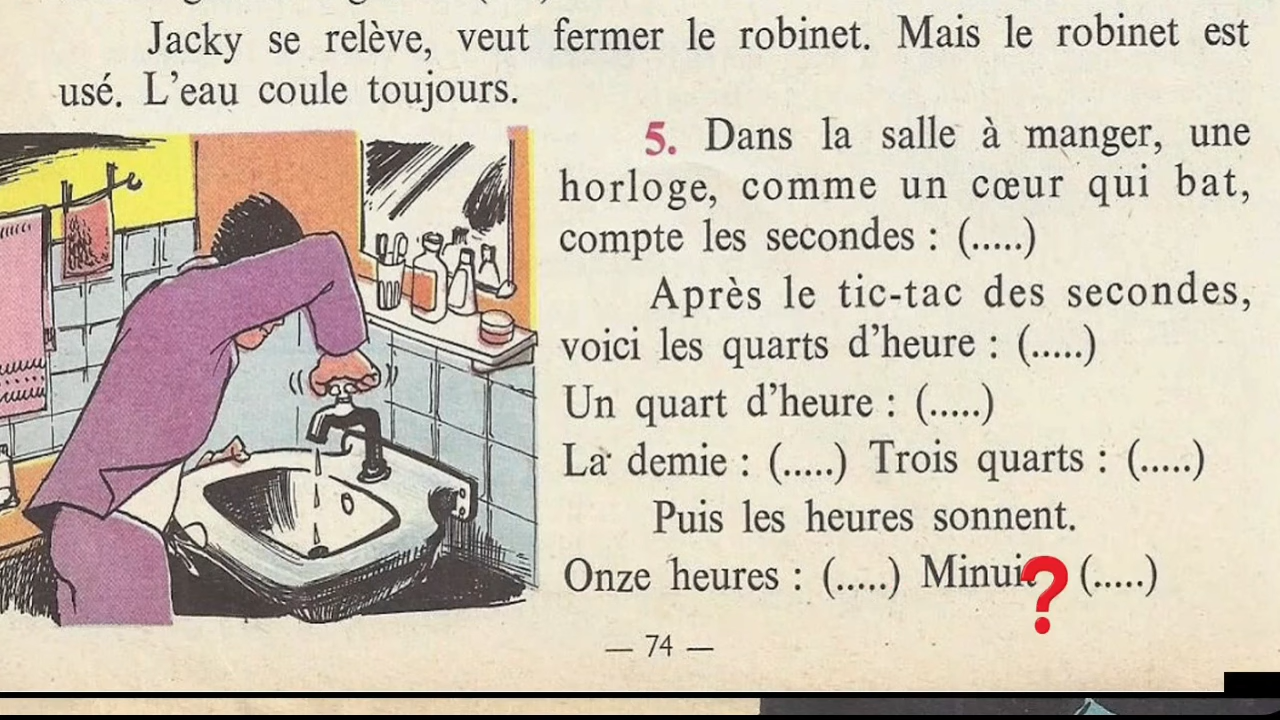 Jacky se relève, veut fermer le robinet. Mais le robinet est
usé. L'eau coule toujours.
5. Dans la salle à manger, une
horloge, comme un cœur qui bat,
compte les secondes : (.....)
Après le tic-tac des secondes,
voici les quarts d'heure : (.....)
Un quart d'heure : (.....)
La demie : (.....) Trois quarts : (.....)
Puis les heures sonnent.
Onze heures : (.....) Minuit ? (.....)
— 74 —